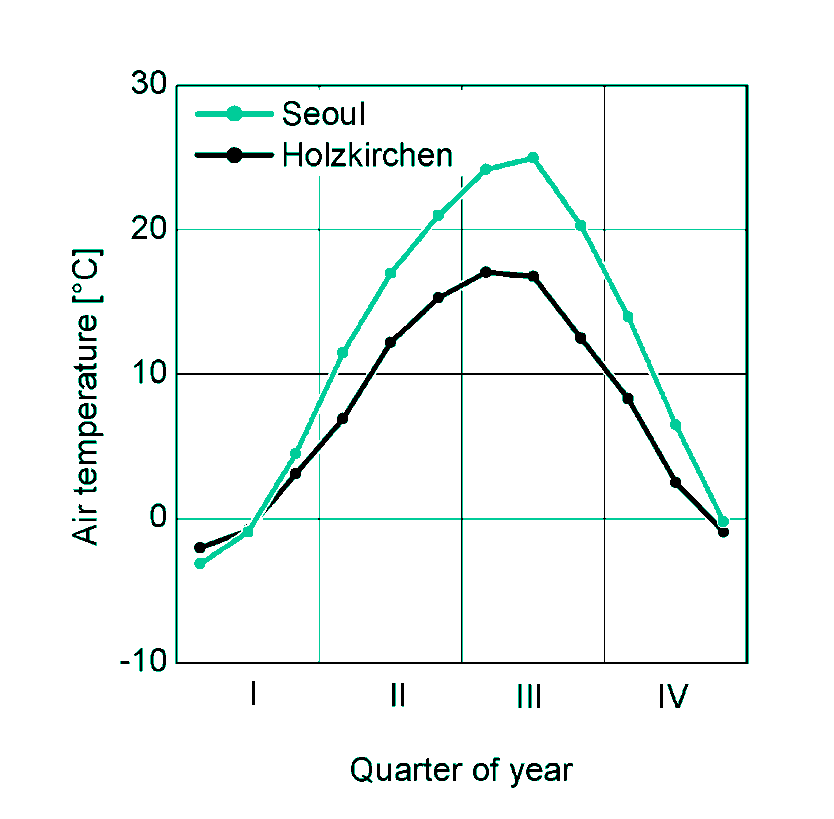 30
Seoul
Holzkirchen
20
10
0
-10
Air temperature [°C]
I II III IV
Quarter of year